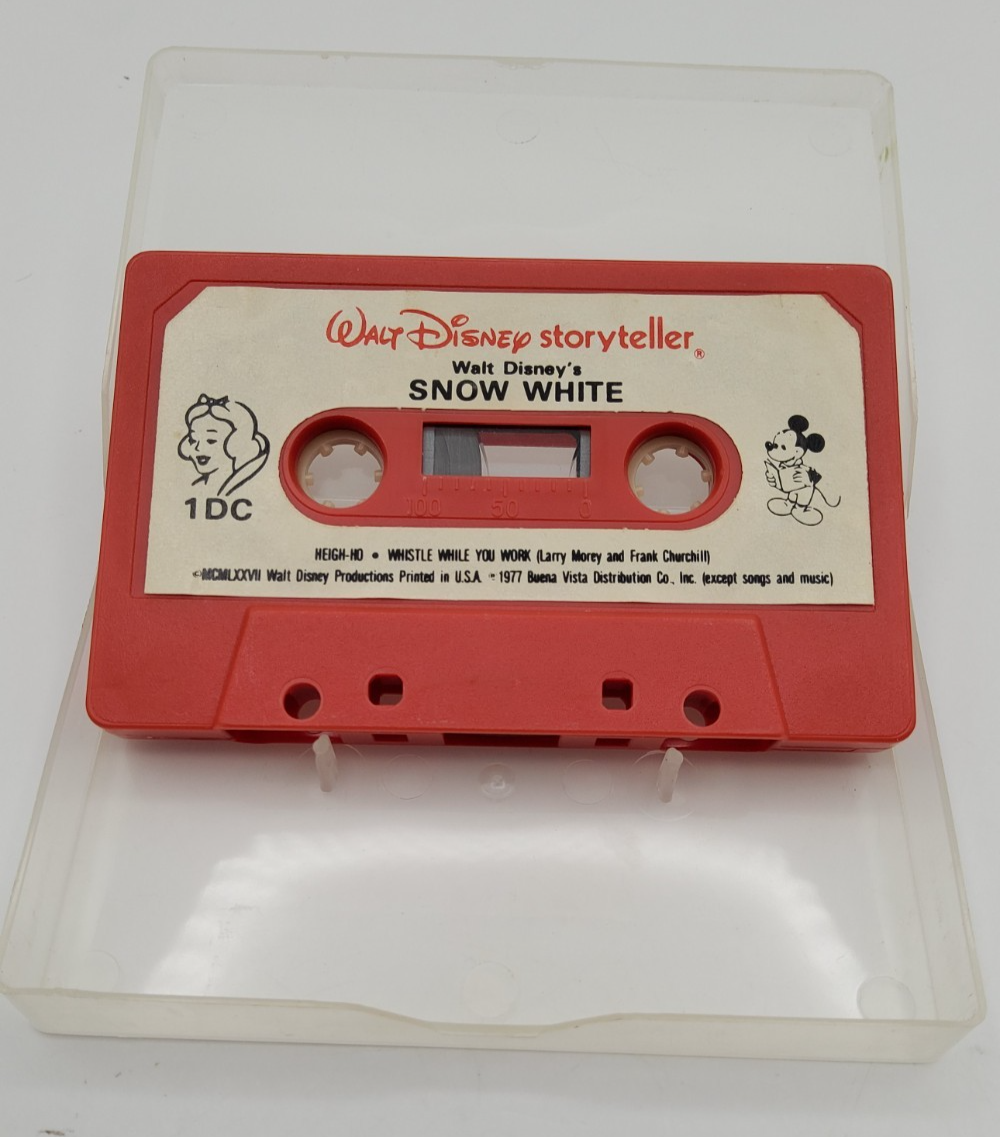 WALT DISNEY storyteller®
Walt Disney's
SNOW WHITE
1DC
100 50 0
HEIGH-HO • WHISTLE WHILE YOU WORK (Larry Morey and Frank Churchill)
©MCMLXXVII Walt Disney Productions Printed in U.S.A. ℗ 1977 Buena Vista Distribution Co., Inc. (except songs and music)